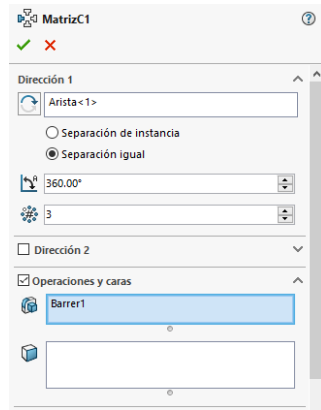 MatrizC1
Dirección 1
Arista<1>
Separación de instancia
Separación igual
360.00°
3
Dirección 2
Operaciones y caras
Barrer1